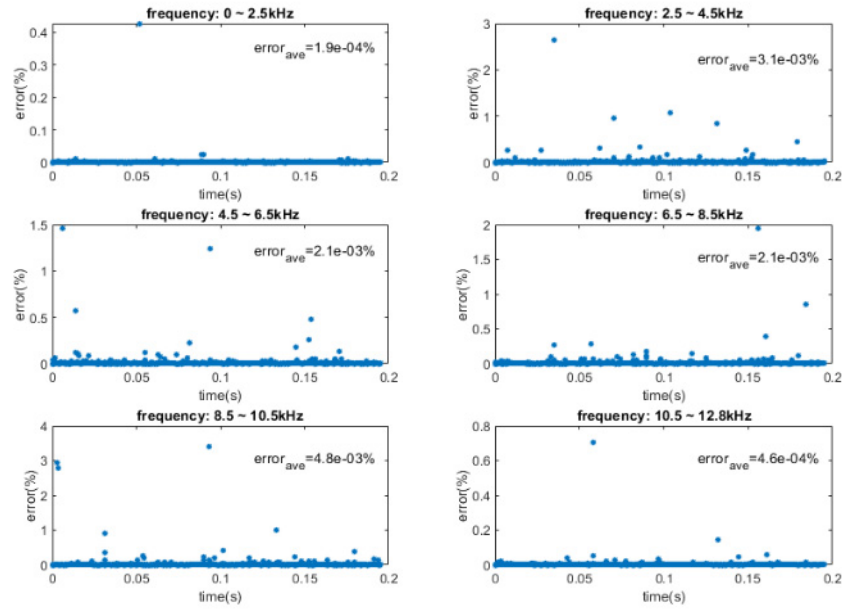 frequency: 0 ~ 2.5kHz
error_ave=1.9e-04%
error(%)
0.4
0.3
0.2
0.1
0
0 0.05 0.1 0.15 0.2
time(s)
frequency: 2.5 ~ 4.5kHz
error_ave=3.1e-03%
error(%)
3
2
1
0
0 0.05 0.1 0.15 0.2
time(s)
frequency: 4.5 ~ 6.5kHz
error_ave=2.1e-03%
error(%)
1.5
1
0.5
0
0 0.05 0.1 0.15 0.2
time(s)
frequency: 6.5 ~ 8.5kHz
error_ave=2.1e-03%
error(%)
2
1.5
1
0.5
0
0 0.05 0.1 0.15 0.2
time(s)
frequency: 8.5 ~ 10.5kHz
error_ave=4.8e-03%
error(%)
4
3
2
1
0
0 0.05 0.1 0.15 0.2
time(s)
frequency: 10.5 ~ 12.8kHz
error_ave=4.6e-04%
error(%)
0.8
0.6
0.4
0.2
0
0 0.05 0.1 0.15 0.2
time(s)